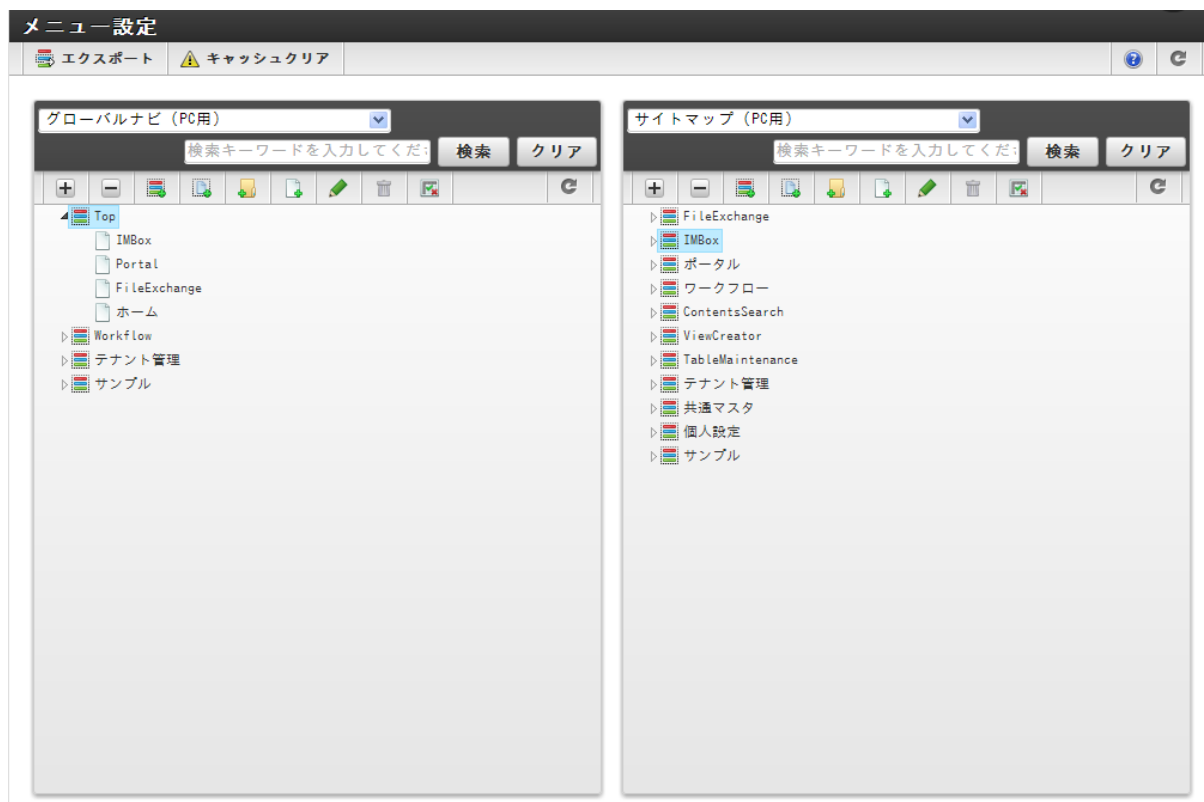 メニュー設定
エクスポート キャッシュクリア
グローバルナビ (PC用)
検索キーワードを入力してくだ 検索 クリア
Top
IMBox
Portal
FileExchange
ホーム
Workflow
テナント管理
サンプル
サイトマップ (PC用)
検索キーワードを入力してくだ 検索 クリア
FileExchange
IMBox
ポータル
ワークフロー
ContentsSearch
ViewCreator
TableMaintenance
テナント管理
共通マスタ
個人設定
サンプル